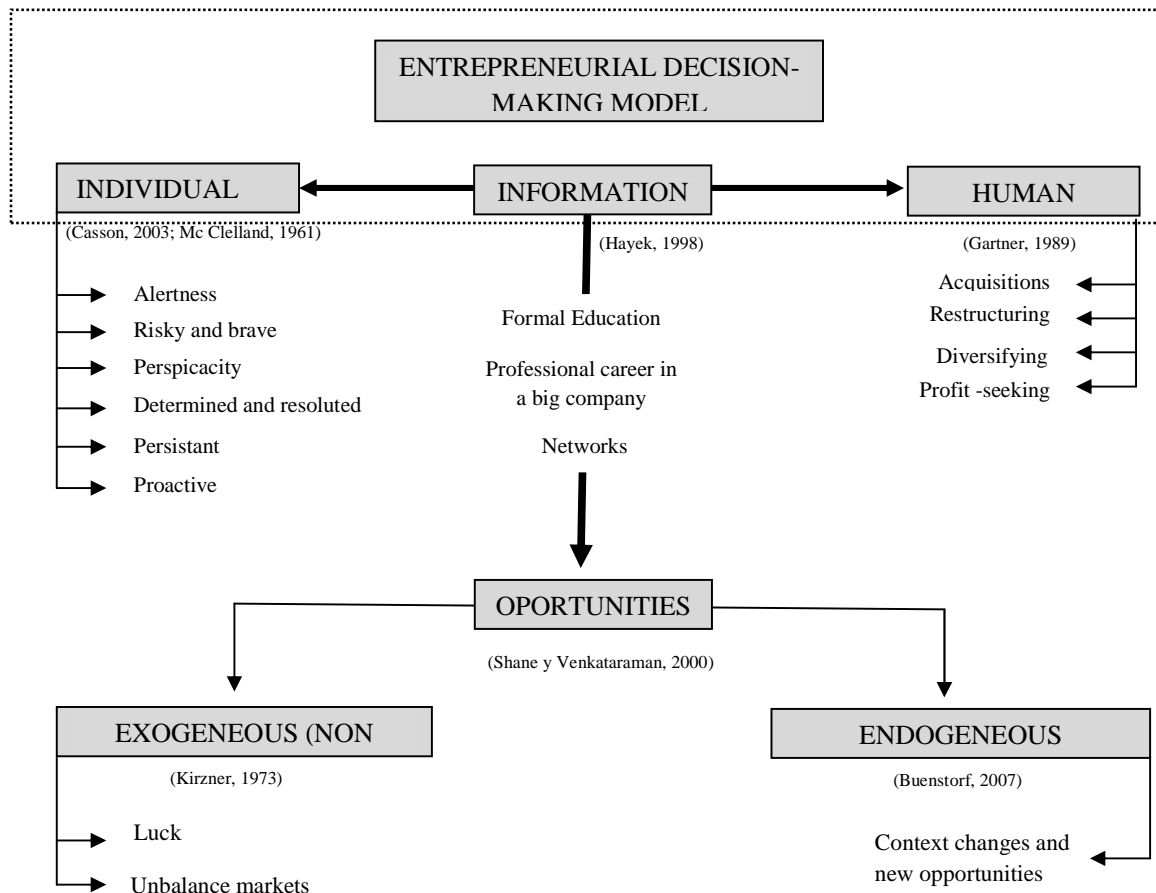 ENTREPRENEURIAL DECISION-
MAKING MODEL
INDIVIDUAL
INFORMATION
HUMAN
(Casson, 2003; Mc Clelland, 1961)
(Hayek, 1998)
(Gartner, 1989)
Alertness
Risky and brave
Perspicacity
Determined and resoluted
Persistant
Proactive
Formal Education
Professional career in
a big company
Networks
Acquisitions
Restructuring
Diversifying
Profit -seeking
OPORTUNITIES
(Shane y Venkataraman, 2000)
EXOGENEOUS (NON
(Kirzner, 1973)
Luck
Unbalance markets
ENDOGENEOUS
(Buenstorf, 2007)
Context changes and
new opportunities